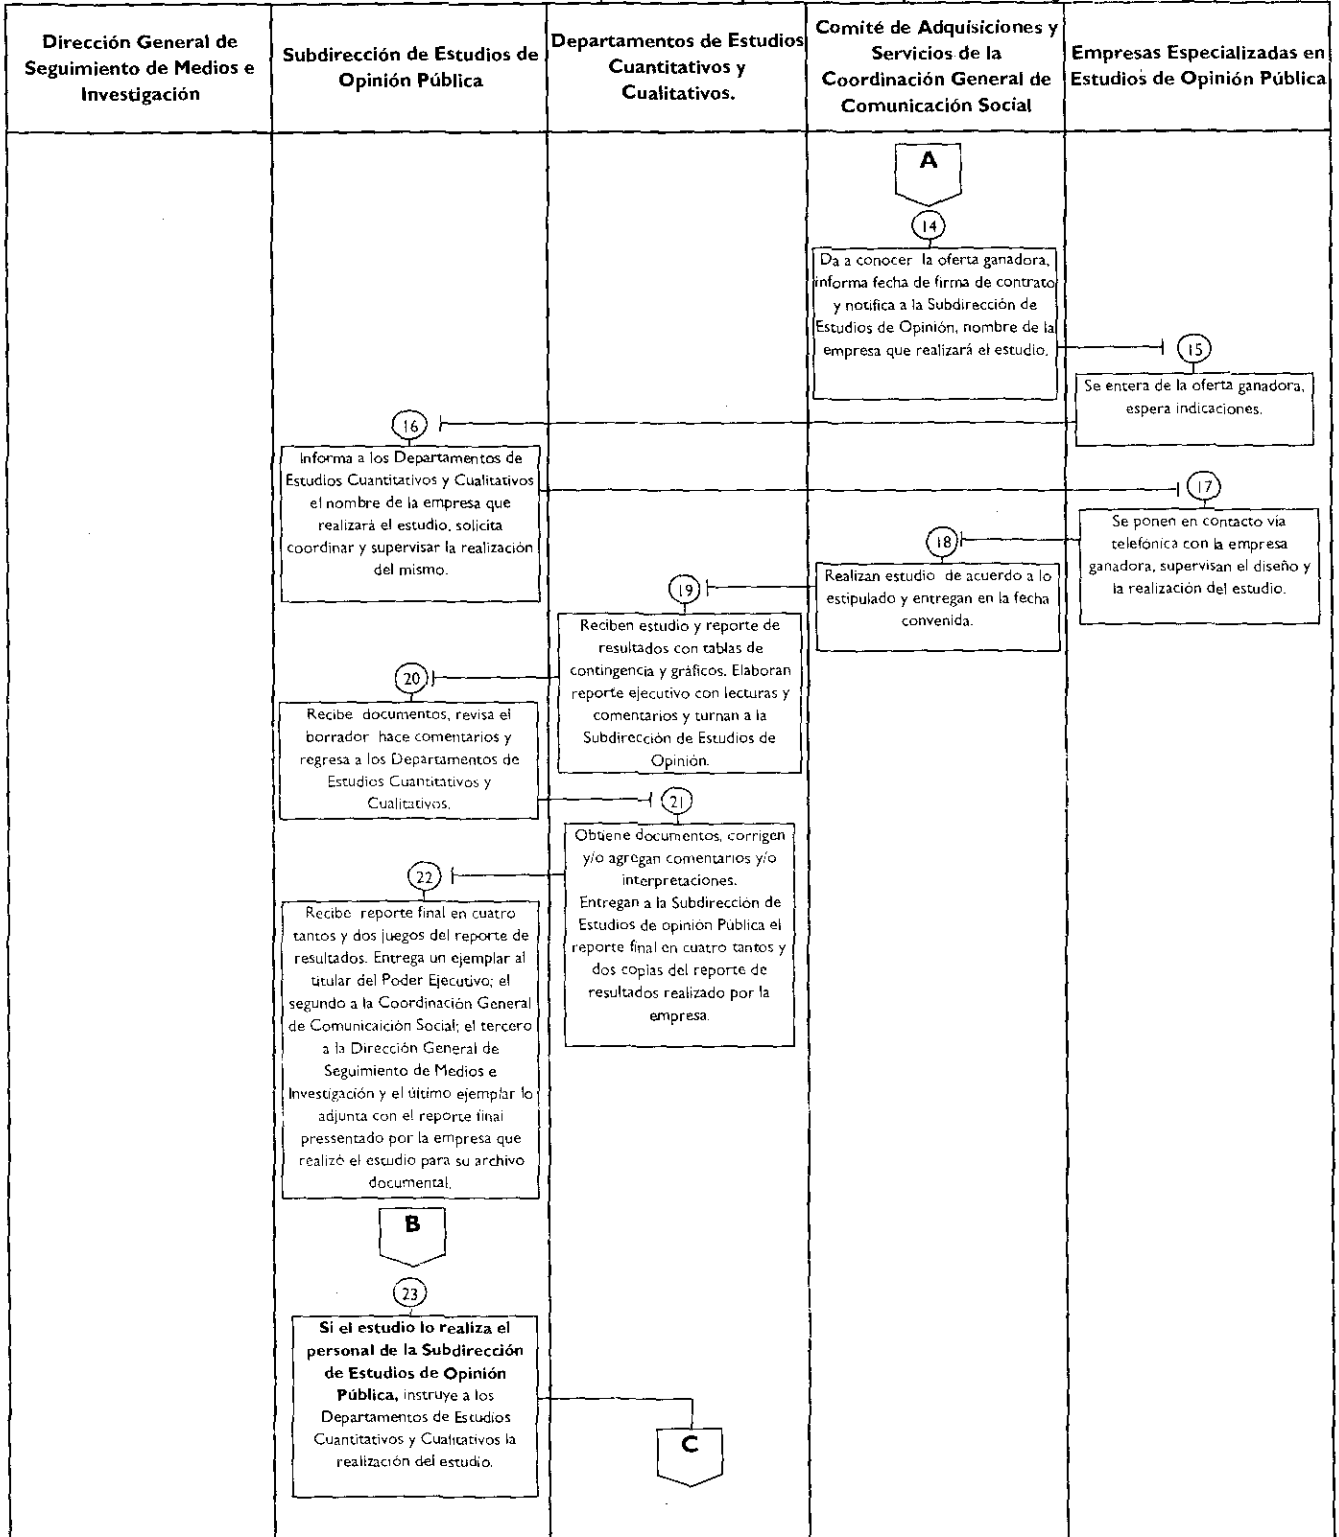 Dirección General de
Seguimiento de Medios e
Investigación
Subdirección de Estudios de
Opinión Pública
Departamentos de Estudios
Cuantitativos y
Cualitativos.
Comité de Adquisiciones y
Servicios de la
Coordinación General de
Comunicación Social
Empresas Especializadas en
Estudios de Opinión Pública
A
14
Da a conocer la oferta ganadora,
informa fecha de firma de contrato
y notifica a la Subdirección de
Estudios de Opinión, nombre de la
empresa que realizará el estudio.
15
Se entera de la oferta ganadora,
espera indicaciones.
16
Informa a los Departamentos de
Estudios Cuantitativos y Cualitativos
el nombre de la empresa que
realizará el estudio, solicita
coordinar y supervisar la realización
del mismo.
17
Se ponen en contacto vía
telefónica con la empresa
ganadora, supervisan el diseño y
la realización del estudio.
18
Realizan estudio de acuerdo a lo
estipulado y entregan en la fecha
convenida.
19
Reciben estudio y reporte de
resultados con tablas de
contingencia y gráficos. Elaboran
reporte ejecutivo con lecturas y
comentarios y turnan a la
Subdirección de Estudios de
Opinión.
20
Recibe documentos, revisa el
borrador hace comentarios y
regresa a los Departamentos de
Estudios Cuantitativos y
Cualitativos.
21
Obtiene documentos, corrigen
y/o agregan comentarios y/o
interpretaciones.
Entregan a la Subdirección de
Estudios de opinión Pública el
reporte final en cuatro tantos y
dos copias del reporte de
resultados realizado por la
empresa.
22
Recibe reporte final en cuatro
tantos y dos juegos del reporte de
resultados. Entrega un ejemplar al
titular del Poder Ejecutivo; el
segundo a la Coordinación General
de Comunicaición Social; el tercero
a la Dirección General de
Seguimiento de Medios e
Investigación y el último ejemplar lo
adjunta con el reporte final
pressentado por la empresa que
realizó el estudio para su archivo
documental.
B
23
Si el estudio lo realiza el
personal de la Subdirección
de Estudios de Opinión
Pública, instruye a los
Departamentos de Estudios
Cuantitativos y Cualitativos la
realización del estudio.
C